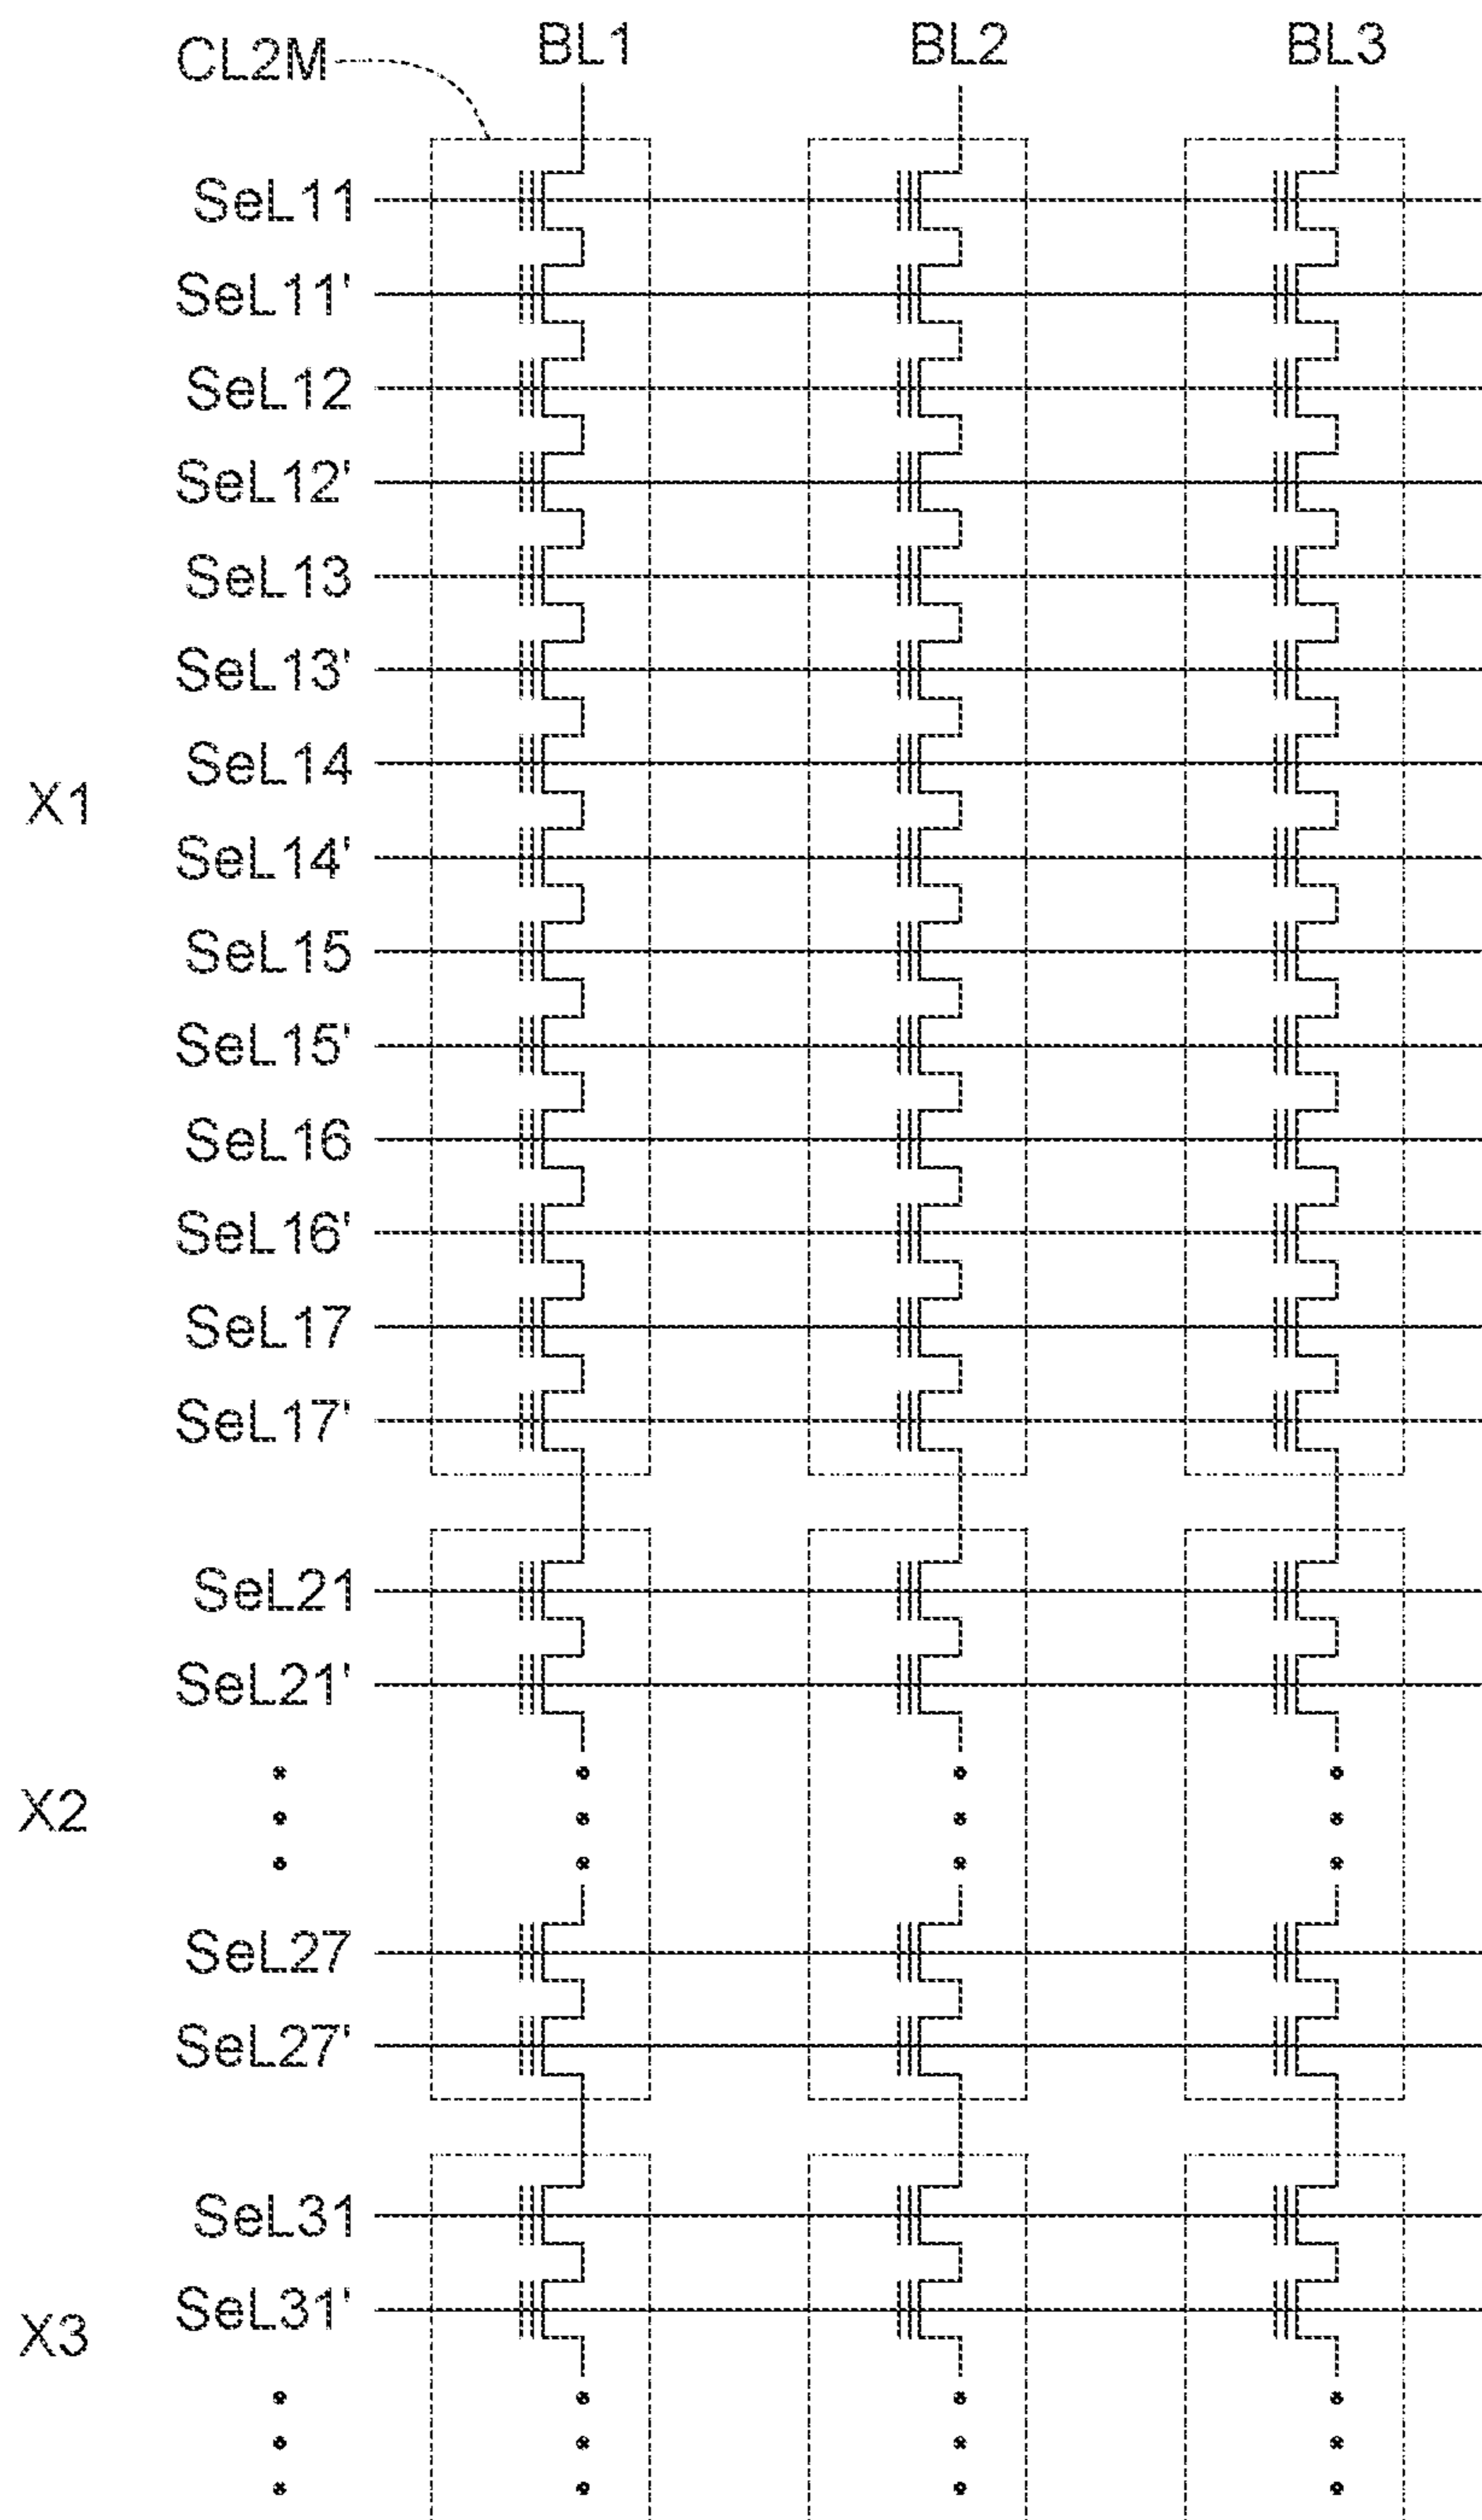 CL2M BL1 BL2 BL3
SeL11
SeL11'
SeL12
SeL12'
SeL13
SeL13'
SeL14
X1
SeL14'
SeL15
SeL15'
SeL16
SeL16'
SeL17
SeL17'
SeL21
SeL21'
X2
SeL27
SeL27'
SeL31
SeL31'
X3